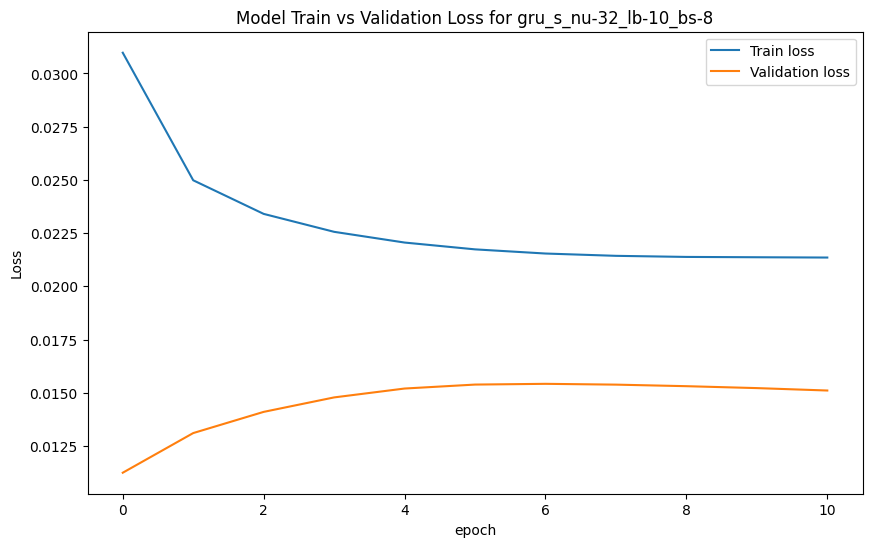 Model Train vs Validation Loss for gru_s_nu-32_lb-10_bs-8
Train loss
Validation loss
0.0300
0.0275
0.0250
0.0225
0.0200
0.0175
0.0150
0.0125
Loss
0 2 4 6 8 10
epoch